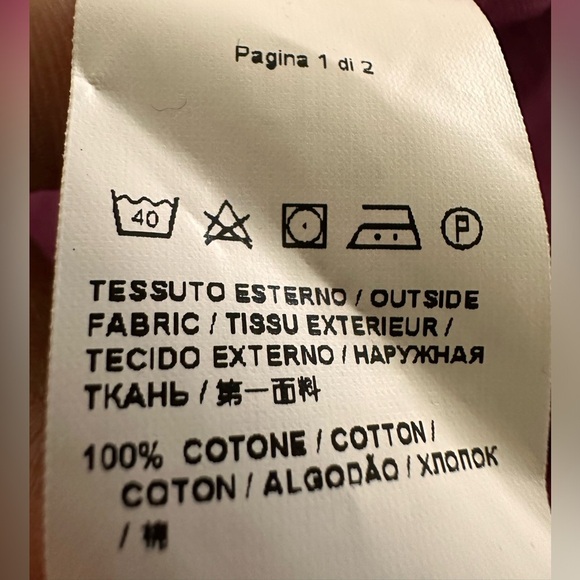 Pagina 1 di 2
40 P
TESSUTO ESTERNO / OUTSIDE
FABRIC / TISSU EXTERIEUR /
TECIDO EXTERNO / НАРУЖНАЯ
ТКАНЬ / 第一面料
100% COTONE / COTTON /
COTON / ALGODÃO / ХЛОПОК
/ 棉